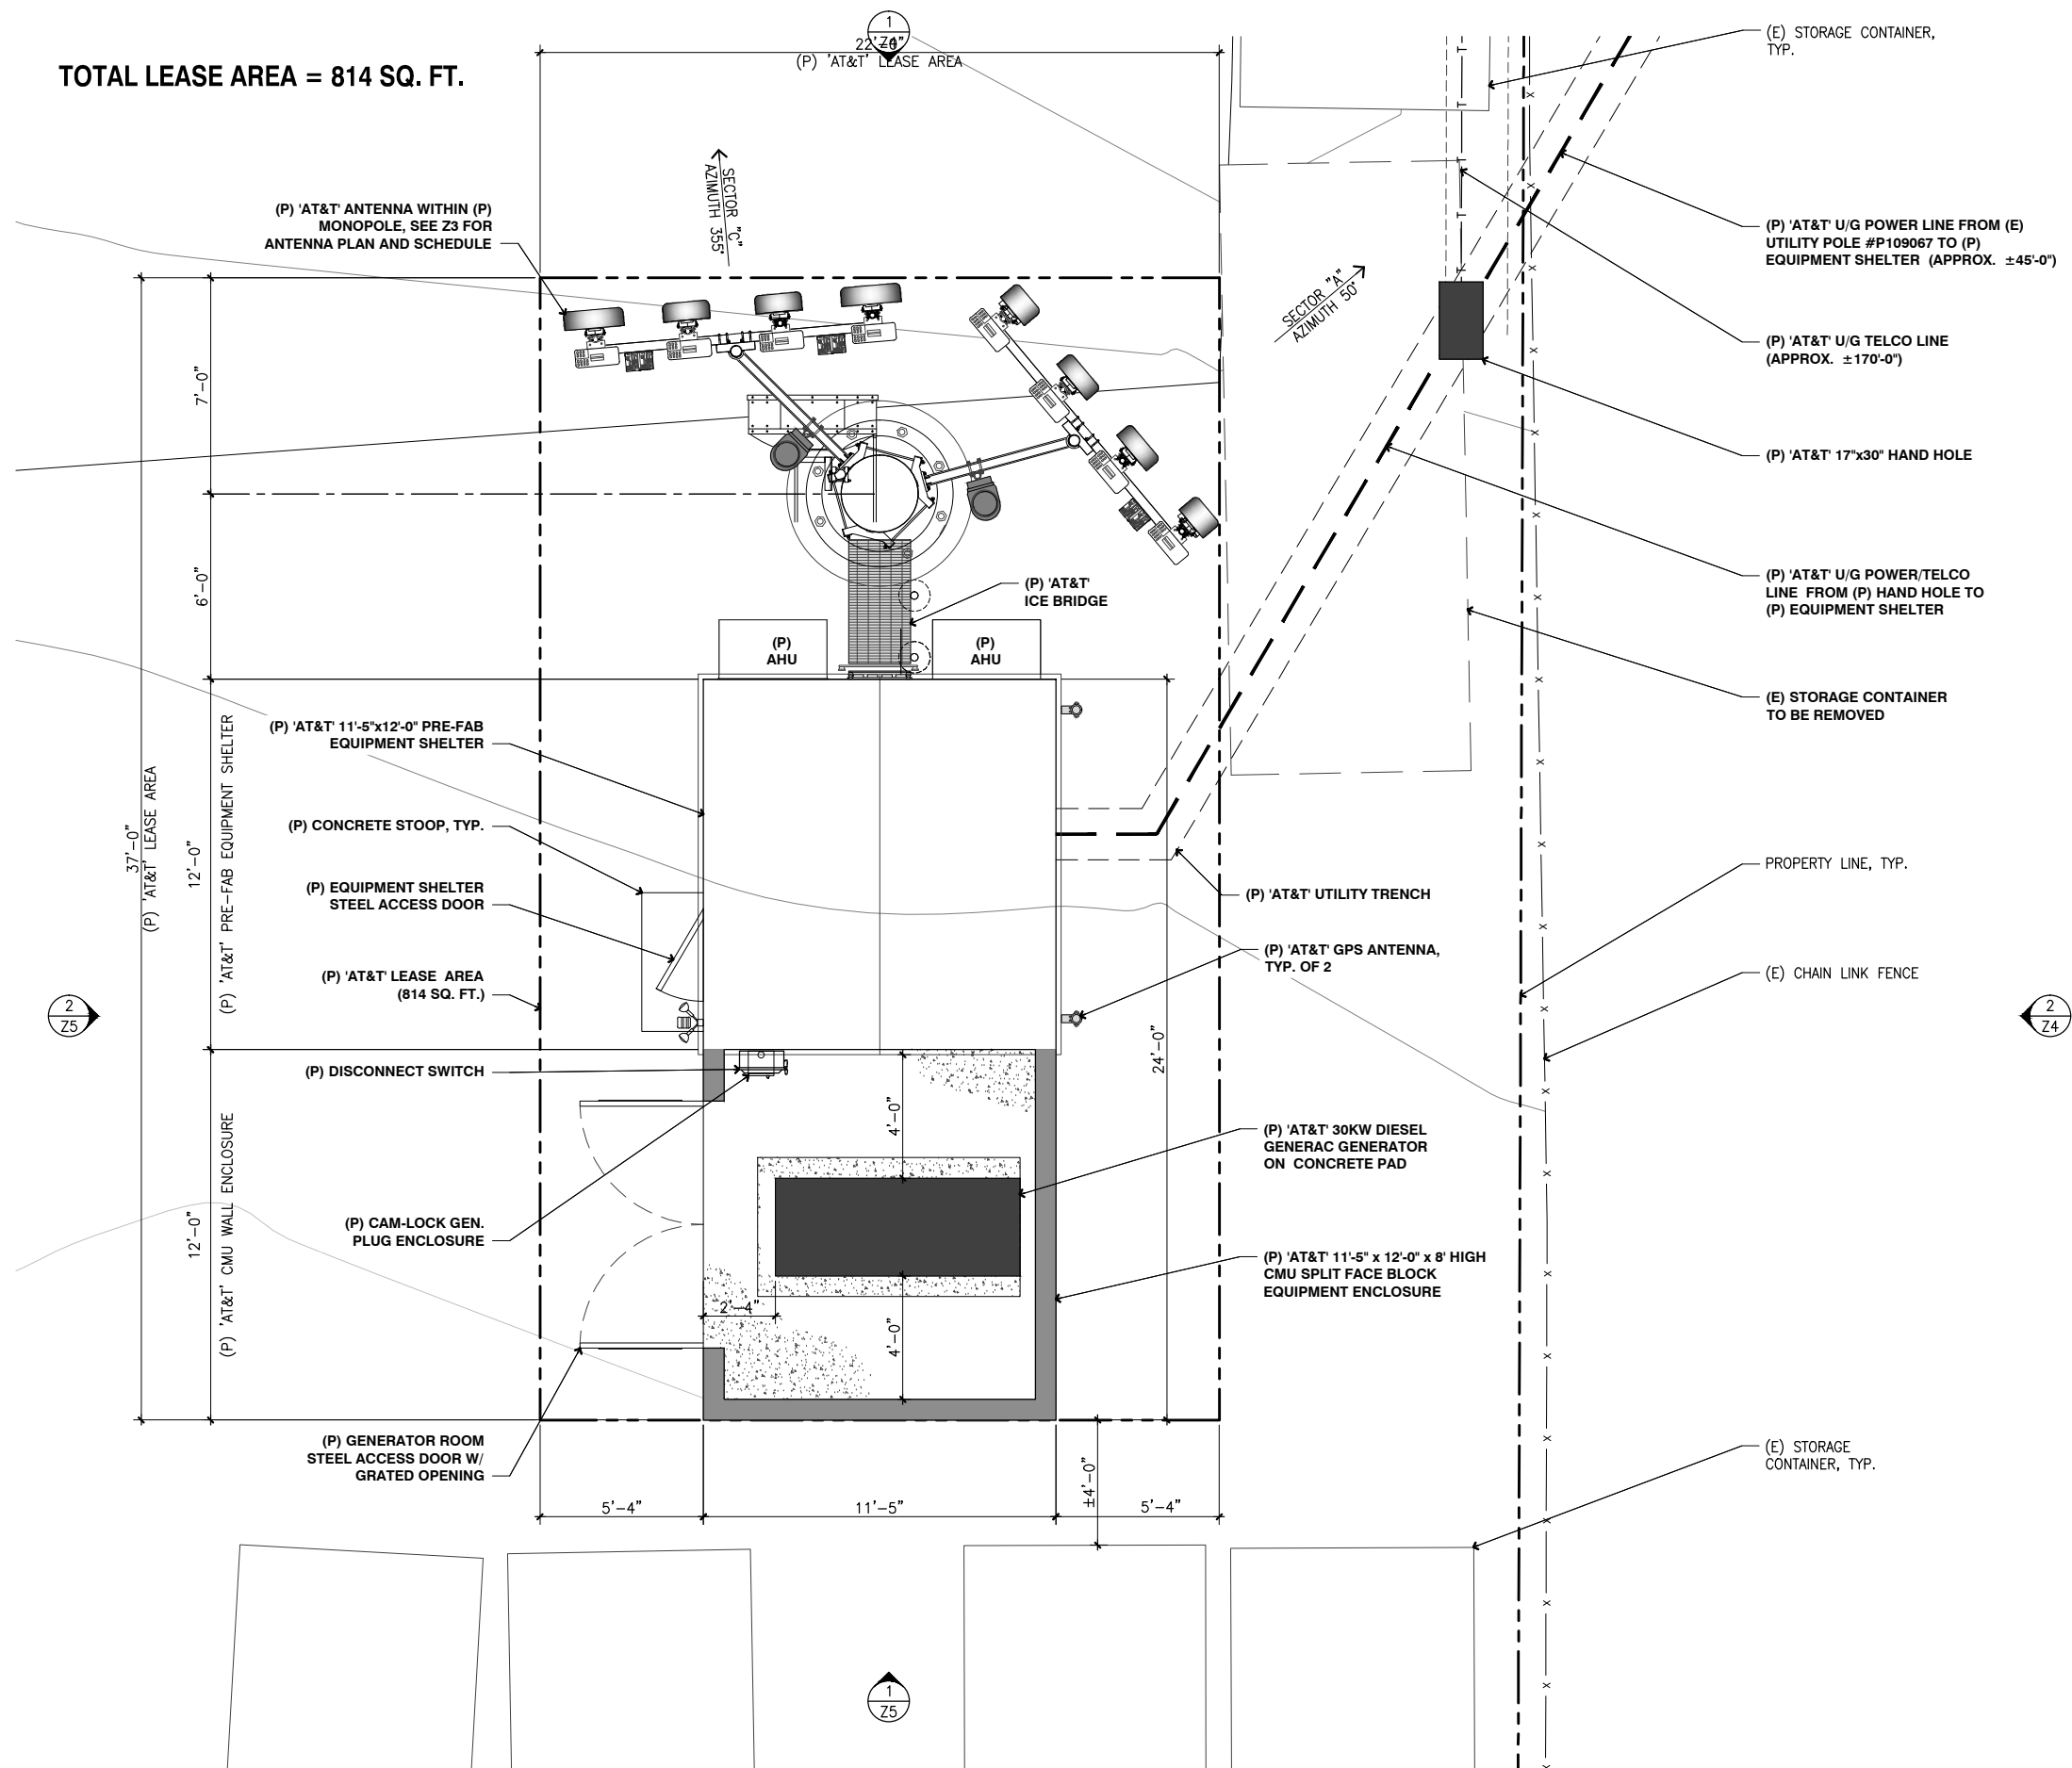 TOTAL LEASE AREA = 814 SQ. FT.
1
Z4
22'-0"
(P) 'AT&T' LEASE AREA
(E) STORAGE CONTAINER,
TYP.
SECTOR "C"
AZIMUTH 355°
(P) 'AT&T' ANTENNA WITHIN (P)
MONOPOLE, SEE Z3 FOR
ANTENNA PLAN AND SCHEDULE
SECTOR "A"
AZIMUTH 50°
(P) 'AT&T' U/G POWER LINE FROM (E)
UTILITY POLE #P109067 TO (P)
EQUIPMENT SHELTER (APPROX. ±45'-0")
(P) 'AT&T' U/G TELCO LINE
(APPROX. ±170'-0")
(P) 'AT&T' 17"x30" HAND HOLE
(P) 'AT&T' U/G POWER/TELCO
LINE FROM (P) HAND HOLE TO
(P) EQUIPMENT SHELTER
(E) STORAGE CONTAINER
TO BE REMOVED
7'-0"
6'-0"
(P) 'AT&T'
ICE BRIDGE
(P)
AHU
(P)
AHU
(P) 'AT&T' 11'-5"x12'-0" PRE-FAB
EQUIPMENT SHELTER
(P) CONCRETE STOOP, TYP.
(P) EQUIPMENT SHELTER
STEEL ACCESS DOOR
(P) 'AT&T' LEASE AREA
(814 SQ. FT.)
37'-0"
(P) 'AT&T' LEASE AREA
12'-0"
(P) 'AT&T' PRE-FAB EQUIPMENT SHELTER
PROPERTY LINE, TYP.
(P) 'AT&T' UTILITY TRENCH
(P) 'AT&T' GPS ANTENNA,
TYP. OF 2
(E) CHAIN LINK FENCE
2
Z5
2
Z4
24'-0"
(P) DISCONNECT SWITCH
4'-0"
(P) 'AT&T' 30KW DIESEL
GENERAC GENERATOR
ON CONCRETE PAD
12'-0"
(P) 'AT&T' CMU WALL ENCLOSURE
(P) CAM-LOCK GEN.
PLUG ENCLOSURE
(P) 'AT&T' 11'-5" x 12'-0" x 8' HIGH
CMU SPLIT FACE BLOCK
EQUIPMENT ENCLOSURE
2'-4"
4'-0"
(P) GENERATOR ROOM
STEEL ACCESS DOOR W/
GRATED OPENING
(E) STORAGE
CONTAINER, TYP.
±4'-0"
5'-4"
11'-5"
5'-4"
1
Z5